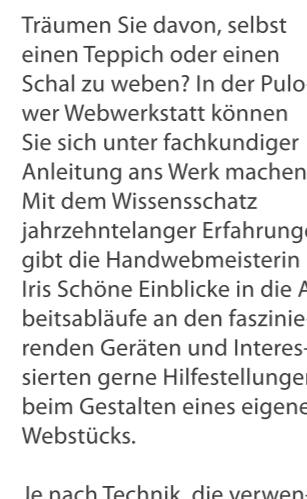 Träumen Sie davon, selbst
einen Teppich oder einen
Schal zu weben? In der Pulo-
wer Webwerkstatt können
Sie sich unter fachkundiger
Anleitung ans Werk machen
Mit dem Wissensschatz
jahrzehntelanger Erfahrunge
gibt die Handwebmeisterin
Iris Schöne Einblicke in die A
beitsabläufe an den faszinie
renden Geräten und Interes-
sierten gerne Hilfestellunge
beim Gestalten eines eigene
Webstücks.
Je nach Technik, die verwen-